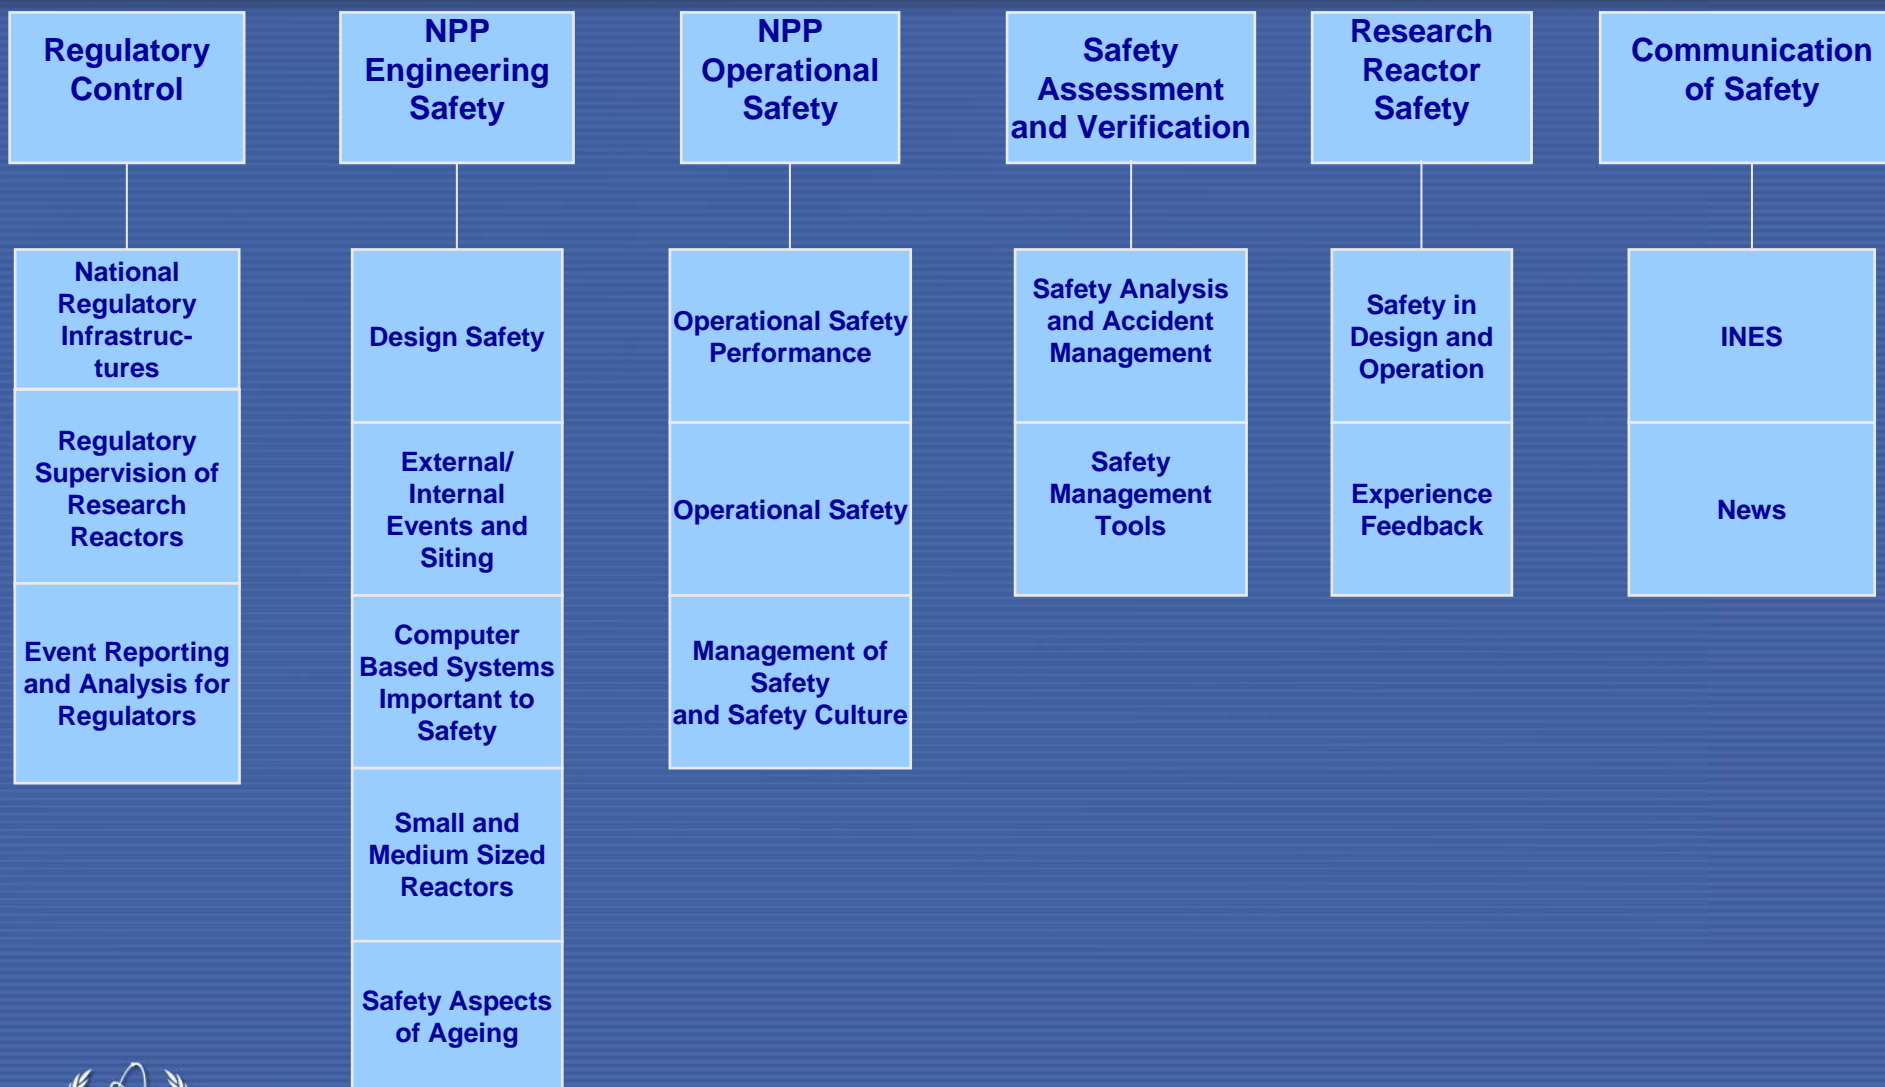 Regulatory
Control
NPP
Engineering
Safety
NPP
Operational
Safety
Safety
Assessment
and Verification
Research
Reactor
Safety
Communication
of Safety
National
Regulatory
Infrastruc-
tures
Regulatory
Supervision of
Research
Reactors
Event Reporting
and Analysis for
Regulators
Design Safety
External/
Internal
Events and
Siting
Computer
Based Systems
Important to
Safety
Small and
Medium Sized
Reactors
Safety Aspects
of Ageing
Operational Safety
Performance
Operational Safety
Management of
Safety
and Safety Culture
Safety Analysis
and Accident
Management
Safety
Management
Tools
Safety in
Design and
Operation
Experience
Feedback
INES
News